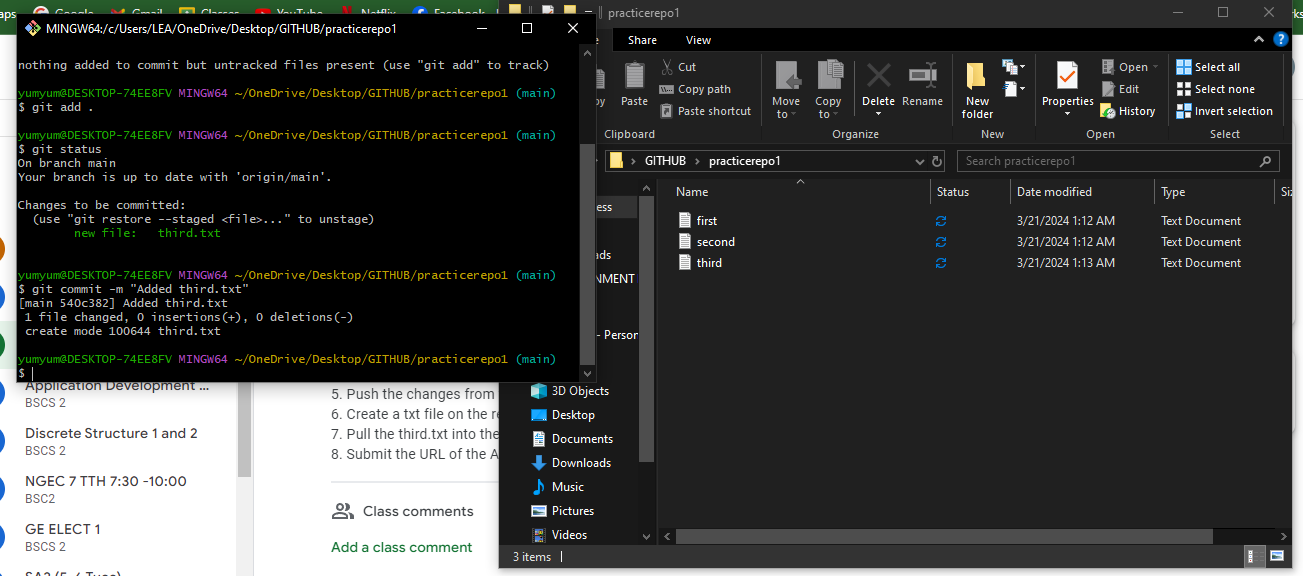 Google
Gmail
Classes
YouTube
Netflix
Facebook
MINGW64:/c/Users/LEA/OneDrive/Desktop/GITHUB/practicerepo1
nothing added to commit but untracked files present (use "git add" to track)
yumyum@DESKTOP-74EE8FV MINGW64 ~/OneDrive/Desktop/GITHUB/practicerepo1 (main)
$ git add .
yumyum@DESKTOP-74EE8FV MINGW64 ~/OneDrive/Desktop/GITHUB/practicerepo1 (main)
$ git status
On branch main
Your branch is up to date with 'origin/main'.
Changes to be committed:
(use "git restore --staged <file>..." to unstage)
new file: third.txt
yumyum@DESKTOP-74EE8FV MINGW64 ~/OneDrive/Desktop/GITHUB/practicerepo1 (main)
$ git commit -m "Added third.txt"
[main 540c382] Added third.txt
1 file changed, 0 insertions(+), 0 deletions(-)
create mode 100644 third.txt
yumyum@DESKTOP-74EE8FV MINGW64 ~/OneDrive/Desktop/GITHUB/practicerepo1 (main)
$
Application Development ...
BSCS 2
Discrete Structure 1 and 2
BSCS 2
NGEC 7 TTH 7:30 -10:00
BSC2
GE ELECT 1
BSCS 2
5. Push the changes from
6. Create a txt file on the re
7. Pull the third.txt into the
8. Submit the URL of the A
Class comments
Add a class comment
practicerepo1
Share View
Paste
Cut
Copy path
Paste shortcut
Clipboard
Move to
Copy to
Delete
Rename
Organize
New folder
New
Properties
Open
Edit
History
Open
Select all
Select none
Invert selection
Select
GITHUB > practicerepo1
Search practicerepo1
Name Status Date modified Type
first 3/21/2024 1:12 AM Text Document
second 3/21/2024 1:12 AM Text Document
third 3/21/2024 1:13 AM Text Document
- Person
3D Objects
Desktop
Documents
Downloads
Music
Pictures
Videos
3 items